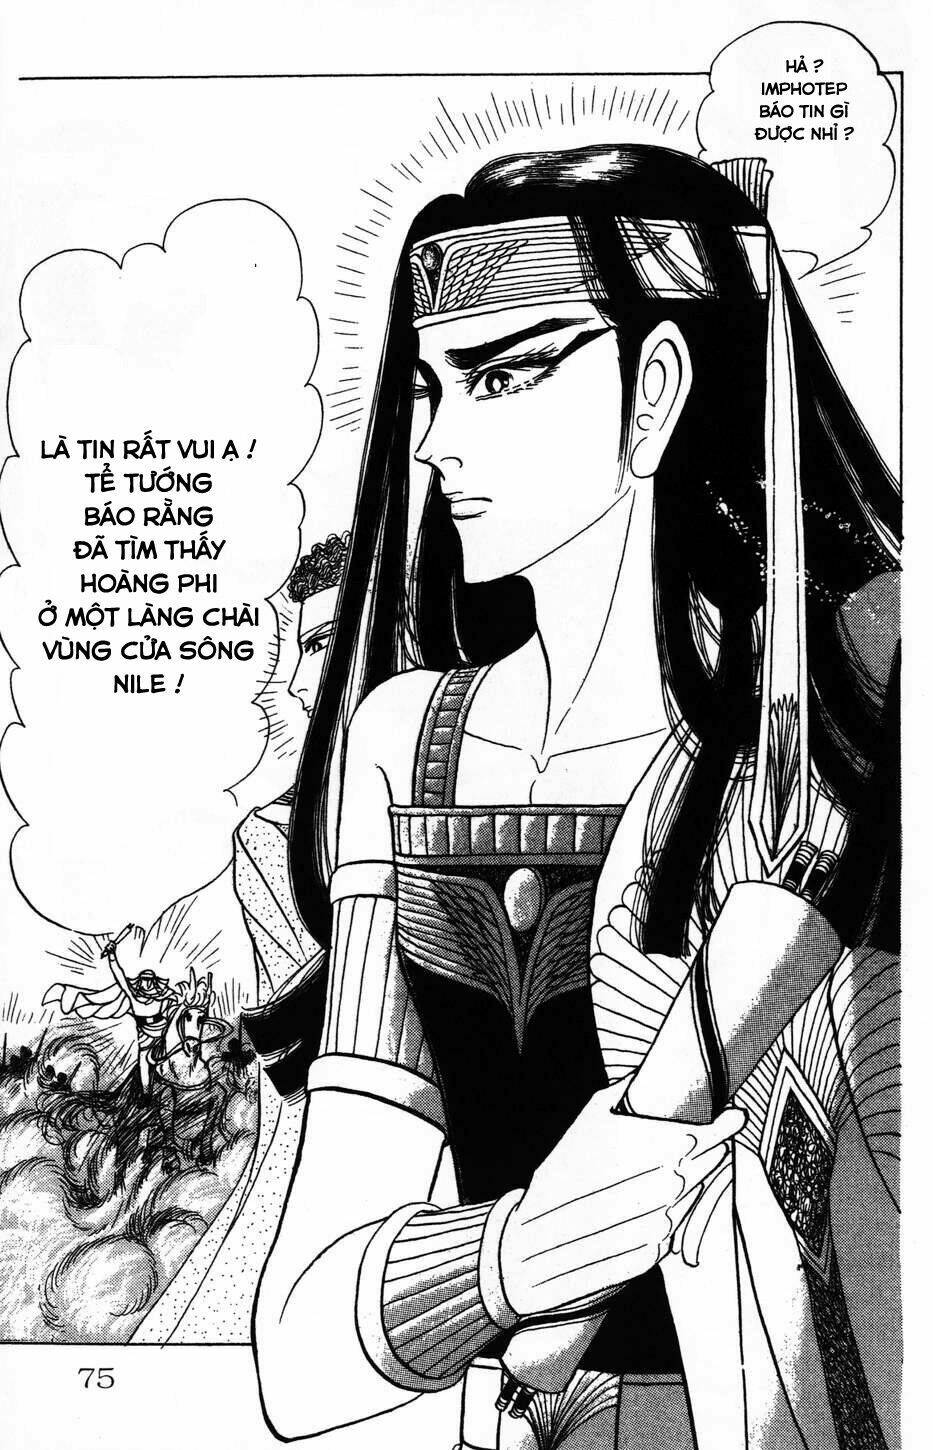 HẢ ?
IMPHOTEP
BÁO TIN GÌ
ĐƯỢC NHỈ ?
LÀ TIN RẤT VUI Ạ !
TỂ TƯỚNG
BÁO RẰNG
ĐÃ TÌM THẤY
HOÀNG PHI
Ở MỘT LÀNG CHÀI
VÙNG CỬA SÔNG
NILE !
75